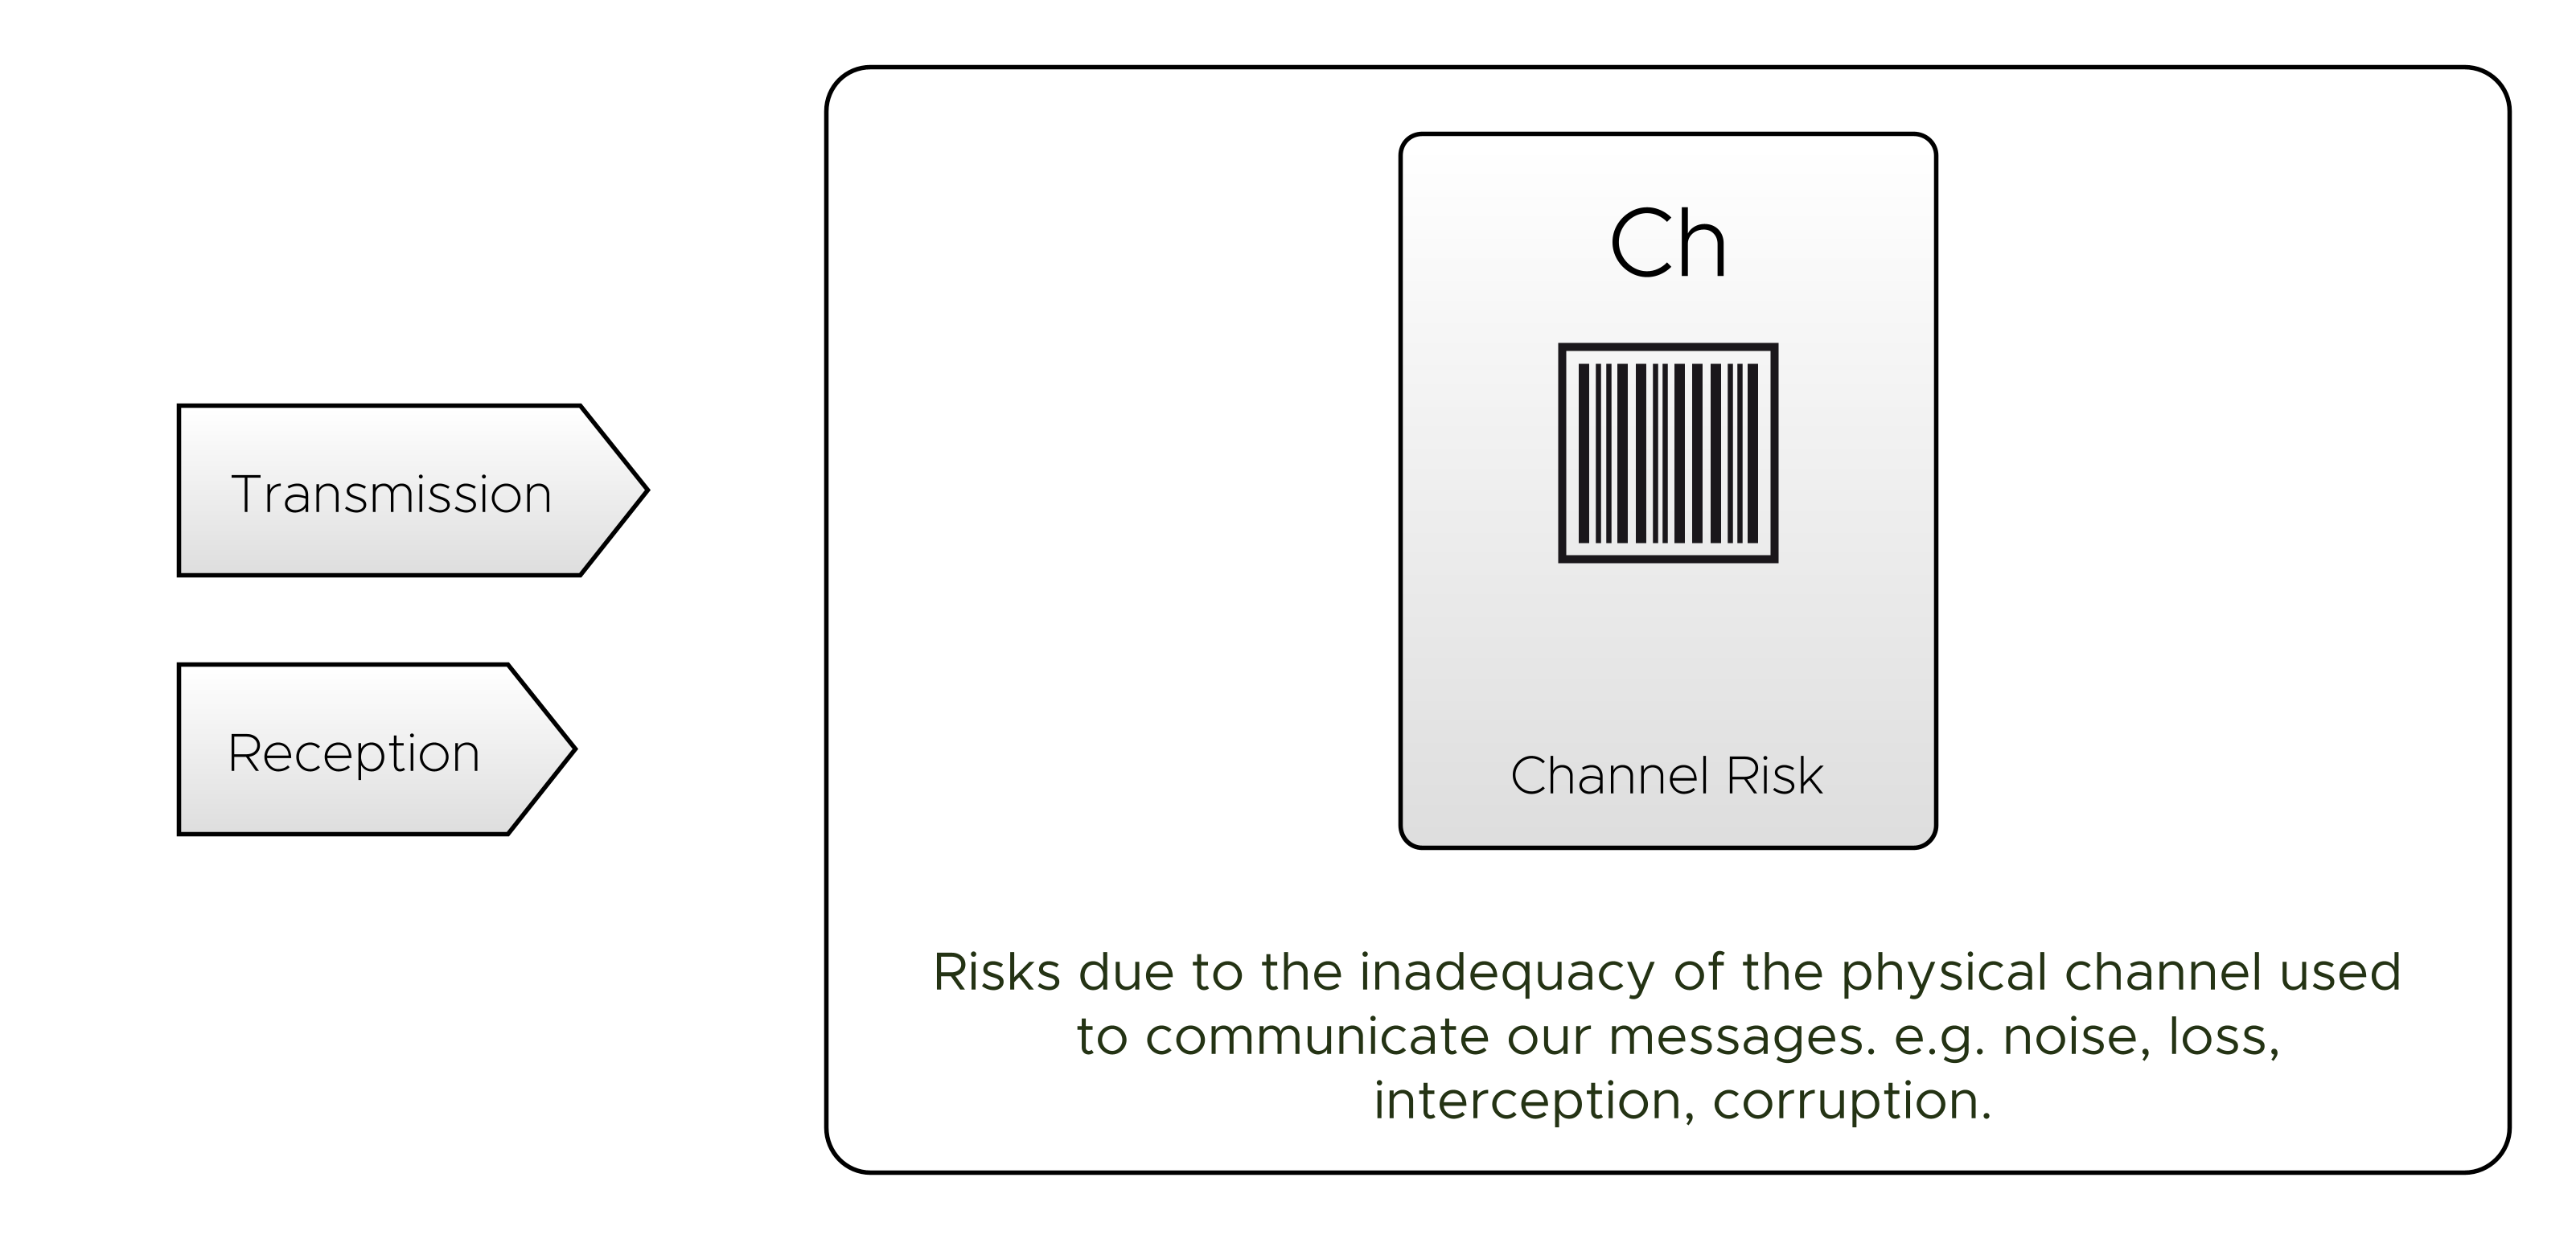 Transmission
Reception
Ch
Channel Risk
Risks due to the inadequacy of the physical channel used
to communicate our messages. e.g. noise, loss,
interception, corruption.